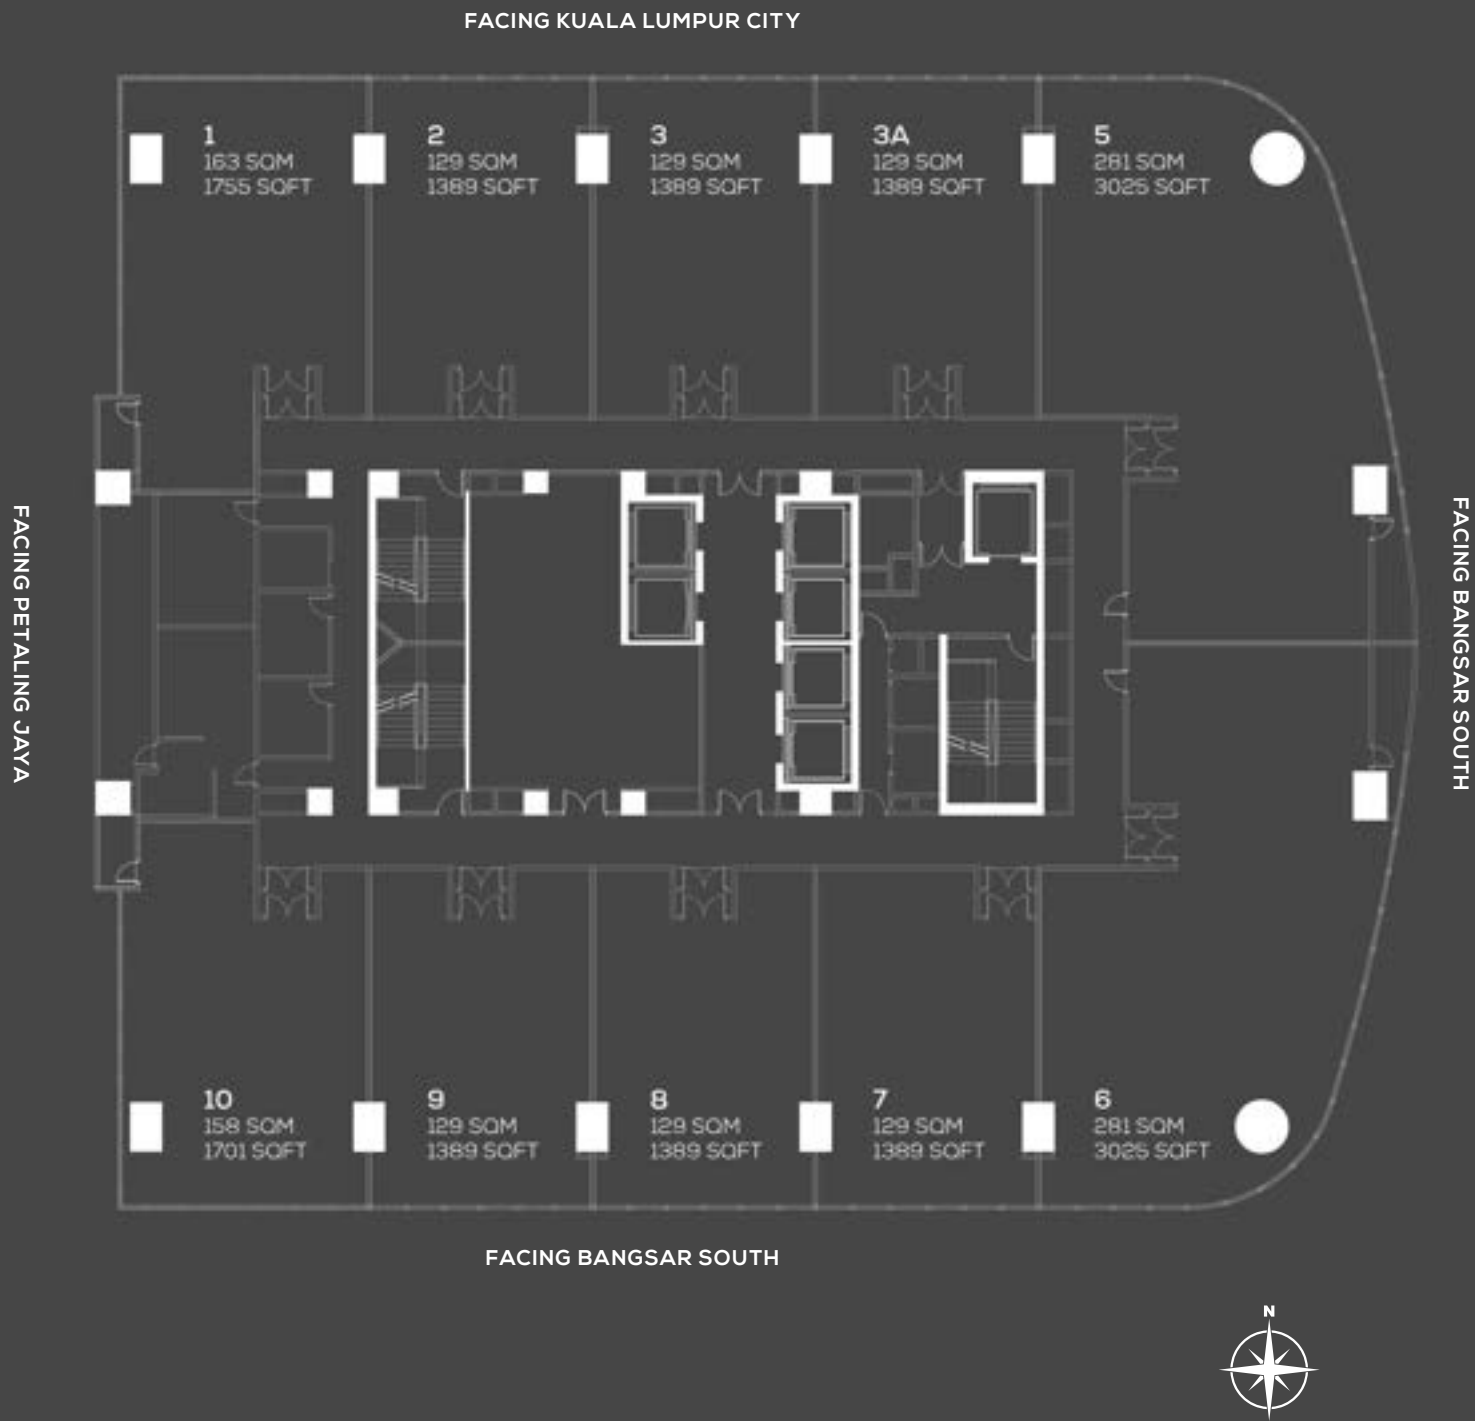 FACING KUALA LUMPUR CITY
1
163 SQM
1755 SQFT
2
129 SQM
1389 SQFT
3
129 SQM
1389 SQFT
3A
129 SQM
1389 SQFT
5
281 SQM
3025 SQFT
FACING PETALING JAYA
FACING BANGSAR SOUTH
10
158 SQM
1701 SQFT
9
129 SQM
1389 SQFT
8
129 SQM
1389 SQFT
7
129 SQM
1389 SQFT
6
281 SQM
3025 SQFT
FACING BANGSAR SOUTH
N